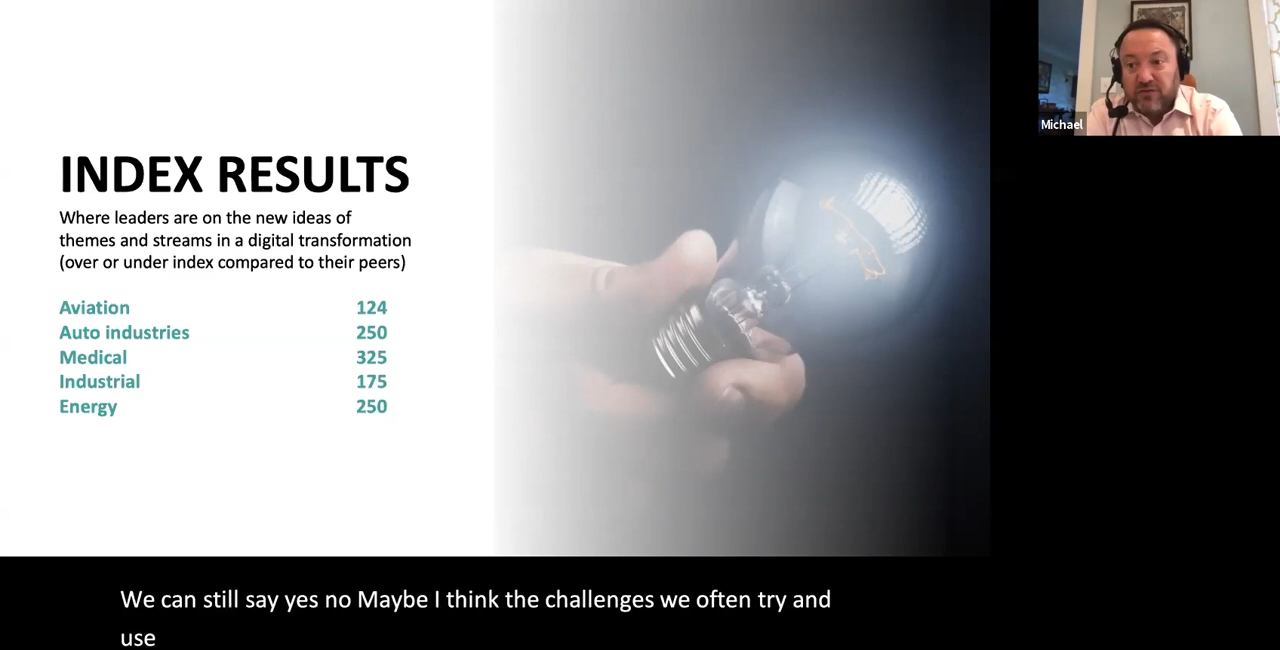 INDEX RESULTS
Where leaders are on the new ideas of
themes and streams in a digital transformation
(over or under index compared to their peers)
Aviation 124
Auto industries 250
Medical 325
Industrial 175
Energy 250
Michael
We can still say yes no Maybe I think the challenges we often try and
use